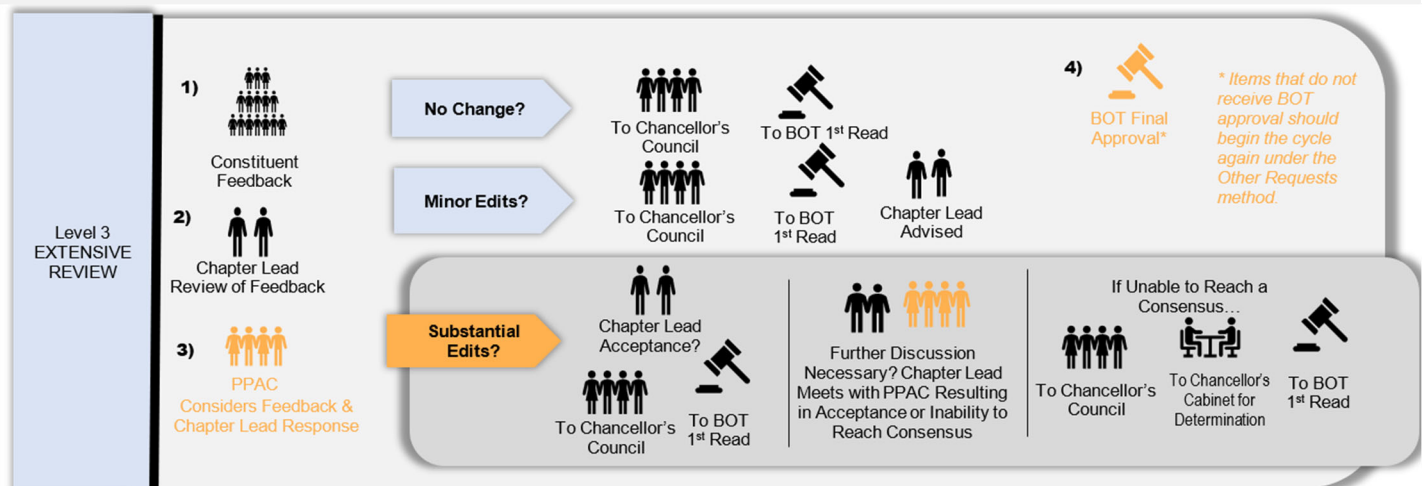 Level 3
EXTENSIVE
REVIEW
1)
Constituent
Feedback
2)
Chapter Lead
Review of Feedback
3)
PPAC
Considers Feedback &
Chapter Lead Response
No Change?
To Chancellor's
Council
To BOT 1st Read
Minor Edits?
To Chancellor's
Council
To BOT
1st Read
Chapter Lead
Advised
Substantial
Edits?
Chapter Lead
Acceptance?
To Chancellor's
Council
To BOT
1st Read
Further Discussion
Necessary? Chapter Lead
Meets with PPAC Resulting
in Acceptance or Inability to
Reach Consensus
If Unable to Reach a
Consensus…
To Chancellor's
Council
To Chancellor's
Cabinet for
Determination
To BOT
1st Read
4)
BOT Final
Approval*
* Items that do not
receive BOT
approval should
begin the cycle
again under the
Other Requests
method.